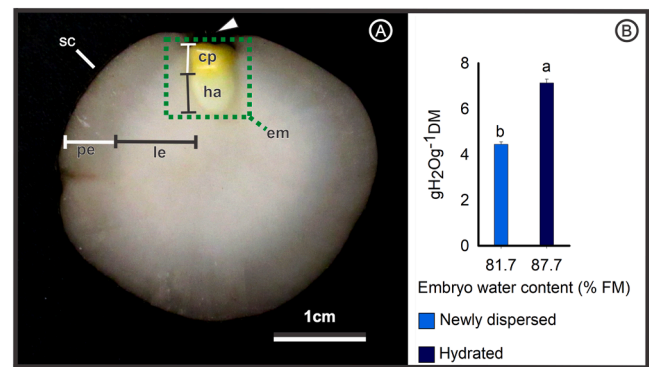 A
sc
cp
ha
em
pe
le
1cm
B
gH₂Og⁻¹DM
8
6
4
2
0
b
a
81.7
87.7
Embryo water content (% FM)
Newly dispersed
Hydrated